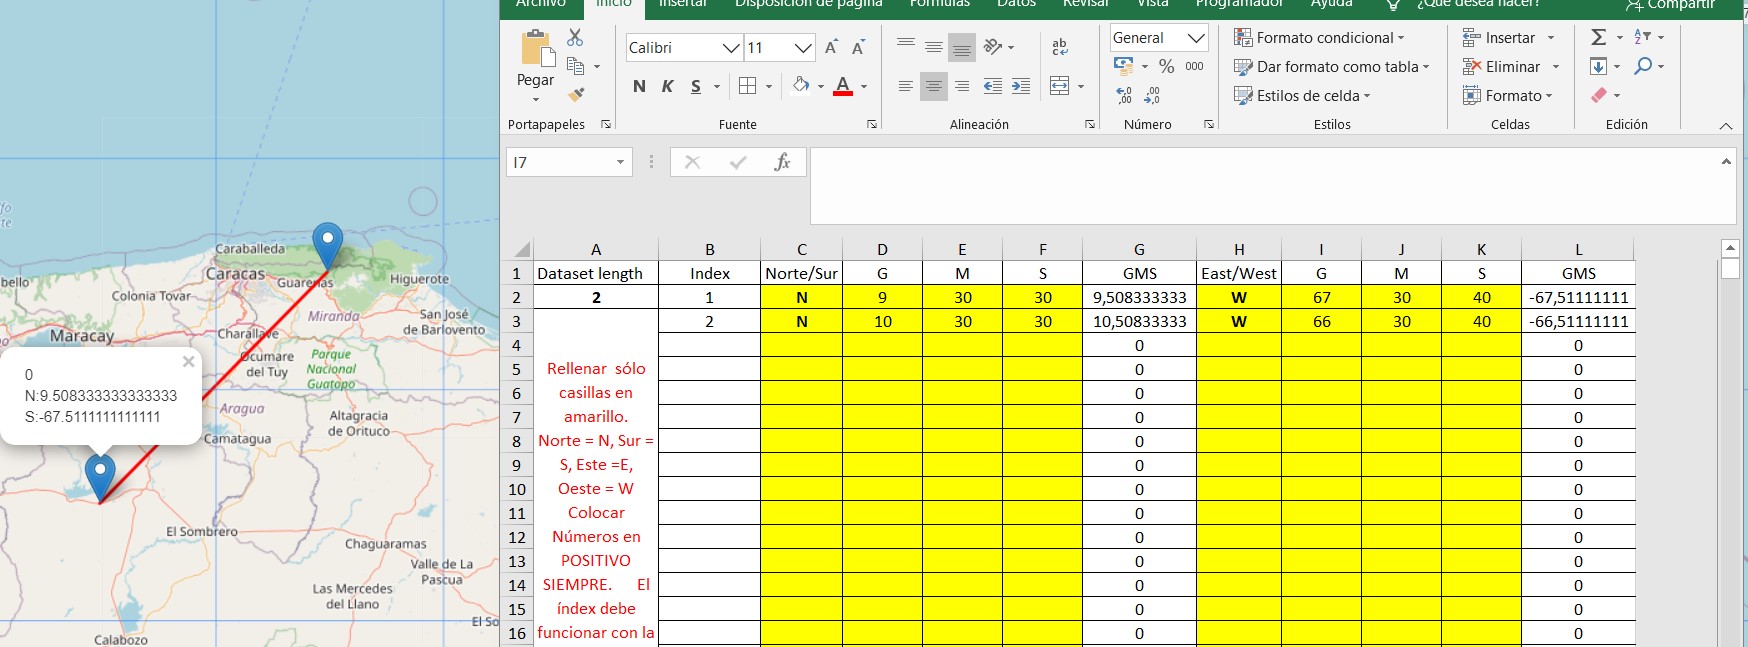 Archivo Inicio Insertar Disposición de página Fórmulas Datos Revisar Vista Programador Ayuda ¿Qué desea hacer? Compartir
Pegar
Portapapeles
Calibri 11
N K S
Fuente
ab
Alineación
General
% 000
Número
Formato condicional
Dar formato como tabla
Estilos de celda
Estilos
Insertar
Eliminar
Formato
Celdas
Edición
I7
fx
A B C D E F G H I J K L
1 Dataset length Index Norte/Sur G M S GMS East/West G M S GMS
2 2 1 N 9 30 30 9,508333333 W 67 30 40 -67,51111111
3 2 N 10 30 30 10,50833333 W 66 30 40 -66,51111111
4 0 0
5 Rellenar sólo 0 0
6 casillas en 0 0
7 amarillo. 0 0
8 Norte = N, Sur = 0 0
9 S, Este =E, 0 0
10 Oeste = W 0 0
11 Colocar 0 0
12 Números en 0 0
13 POSITIVO 0 0
14 SIEMPRE. El 0 0
15 índex debe 0 0
16 funcionar con la 0 0
Caraballeda
Caracas
Guarenas
Higuerote
bello
Colonia Tovar
Miranda
San José
de Barlovento
Maracay
Charallave
Ocumare
del Tuy
Parque
Nacional
Guatopo
0
N:9.508333333333333
S:-67.5111111111111
Aragua
Altagracia
de Orituco
Camatagua
El Sombrero
Chaguaramas
Valle de La
Pascua
Las Mercedes
del Llano
El So
Calabozo